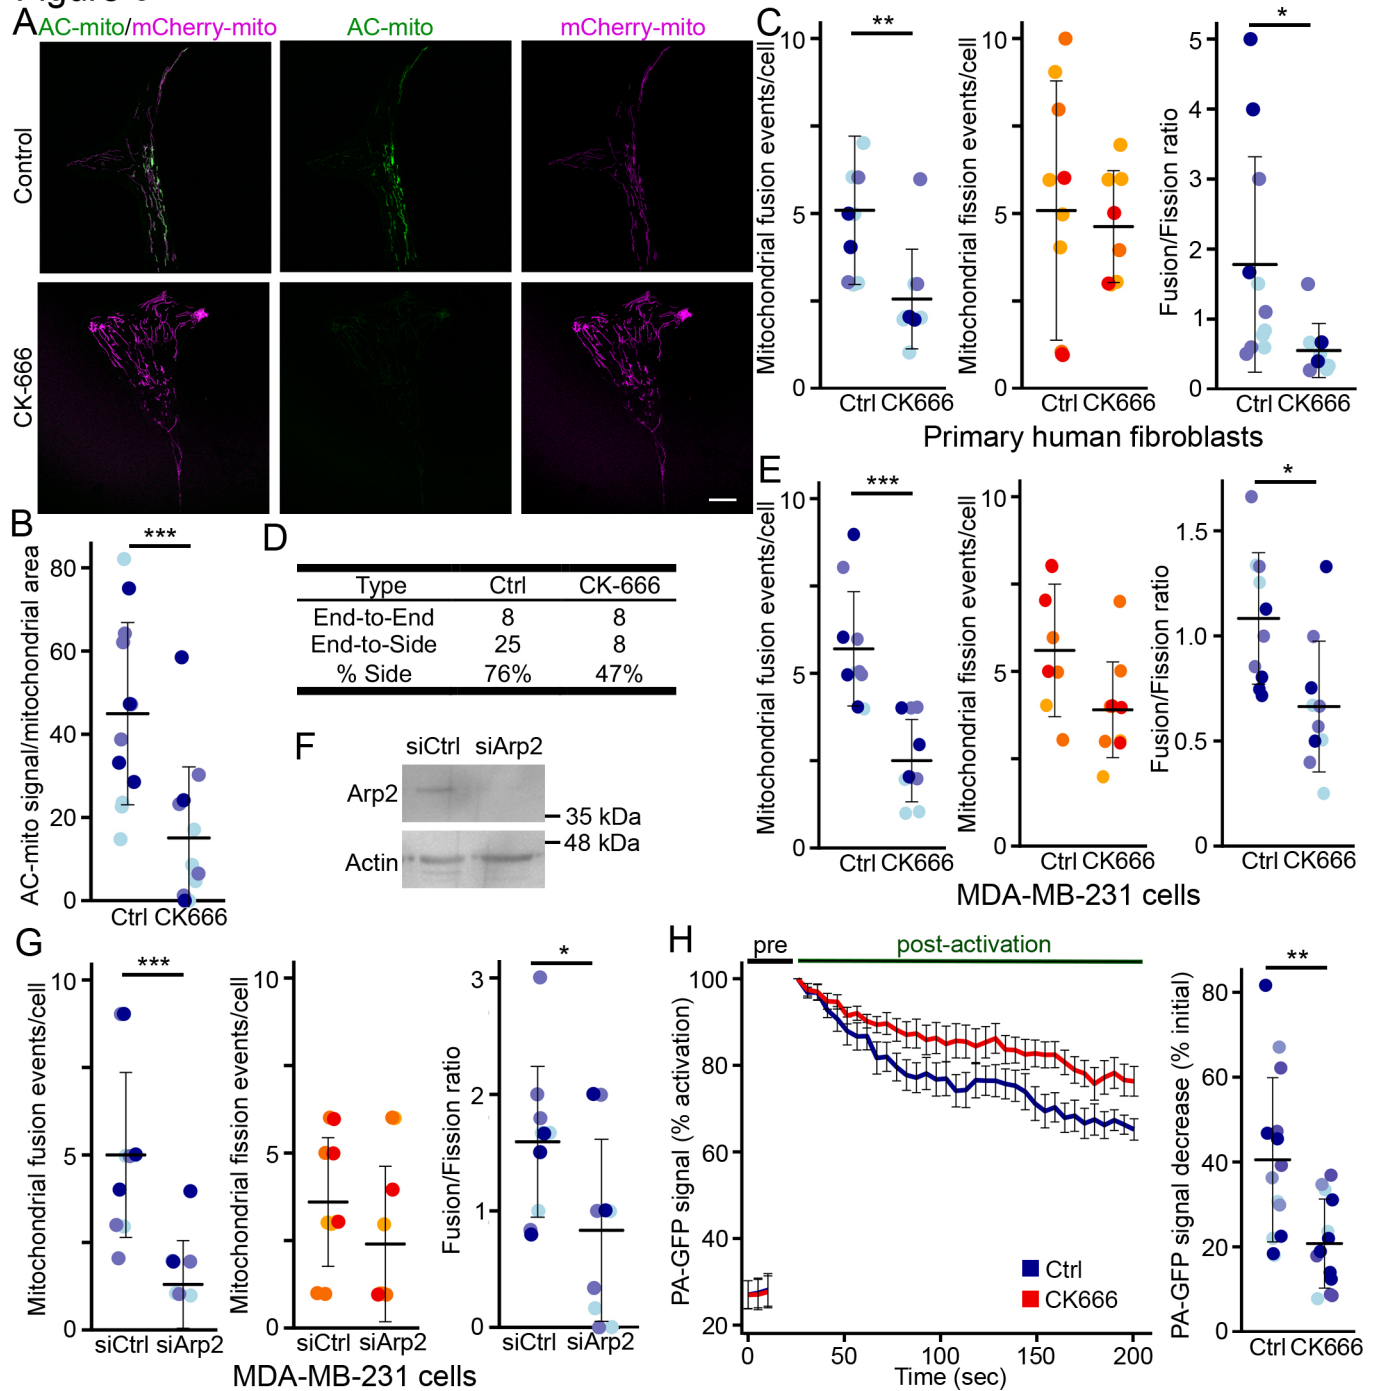 A AC-mito/mCherry-mito AC-mito mCherry-mito
Control
CK-666
B
***
AC-mito signal/mitochondrial area
80
60
40
20
0
Ctrl CK666
C
**
Mitochondrial fusion events/cell
10
5
0
Ctrl CK666
Mitochondrial fission events/cell
10
5
0
Ctrl CK666
*
Fusion/Fission ratio
5
4
3
2
1
0
Ctrl CK666
Primary human fibroblasts
D
Type Ctrl CK-666
End-to-End 8 8
End-to-Side 25 8
% Side 76% 47%
E
***
Mitochondrial fusion events/cell
10
5
0
Ctrl CK666
Mitochondrial fission events/cell
10
5
0
Ctrl CK666
*
Fusion/Fission ratio
1.5
1.0
0.5
0
Ctrl CK666
MDA-MB-231 cells
F
siCtrl siArp2
Arp2
35 kDa
48 kDa
Actin
G
***
Mitochondrial fusion events/cell
10
5
0
siCtrl siArp2
Mitochondrial fission events/cell
10
5
0
siCtrl siArp2
*
Fusion/Fission ratio
3
2
1
0
siCtrl siArp2
MDA-MB-231 cells
H
pre post-activation
PA-GFP signal (% activation)
100
80
60
40
20
Ctrl
CK666
0 50 100 150 200
Time (sec)
**
PA-GFP signal decrease (% initial)
80
60
40
20
0
Ctrl CK666